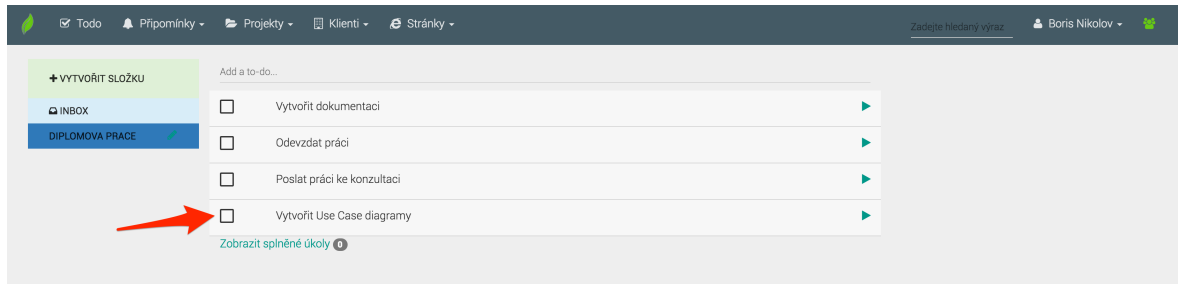 Todo Připomínky Projekty Klienti Stránky Zadejte hledaný výraz Boris Nikolov
VYTVOŘIT SLOŽKU
INBOX
DIPLOMOVA PRACE
Add a to-do...
Vytvořit dokumentaci
Odevzdat práci
Poslat práci ke konzultaci
Vytvořit Use Case diagramy
Zobrazit splněné úkoly 0